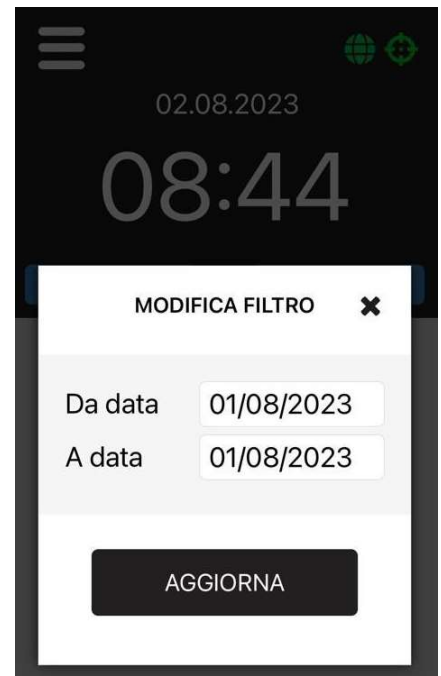 02.08.2023
08:44
MODIFICA FILTRO
Da data 01/08/2023
A data 01/08/2023
AGGIORNA